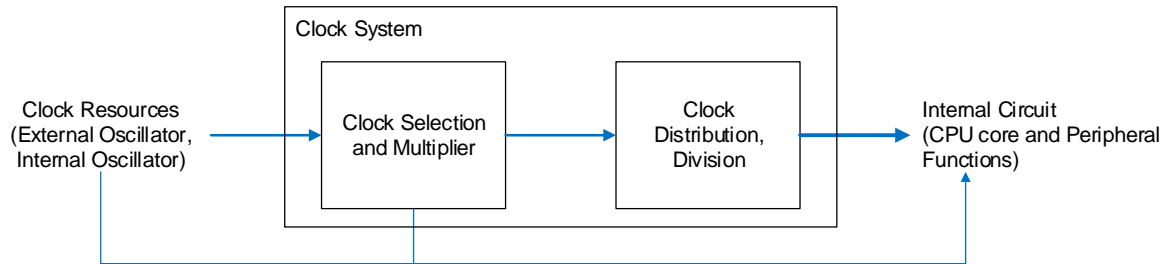 Clock System
Clock Resources
(External Oscillator,
Internal Oscillator)
Clock Selection
and Multiplier
Clock
Distribution,
Division
Internal Circuit
(CPU core and Peripheral
Functions)